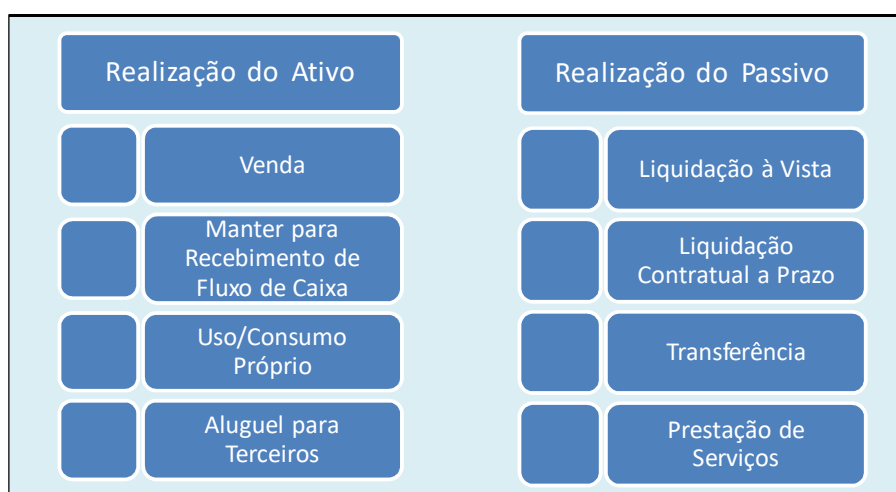 Realização do Ativo
Venda
Manter para
Recebimento de
Fluxo de Caixa
Uso/Consumo
Próprio
Aluguel para
Terceiros
Realização do Passivo
Liquidação à Vista
Liquidação
Contratual a Prazo
Transferência
Prestação de
Serviços